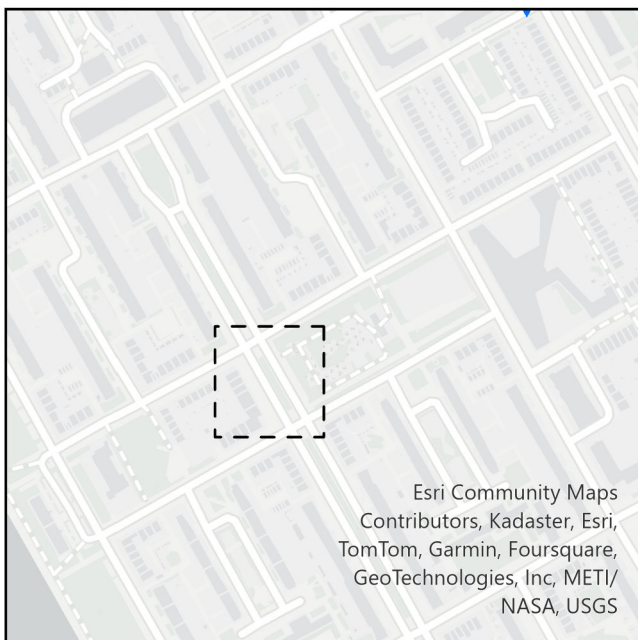 Esri Community Maps
Contributors, Kadaster, Esri,
TomTom, Garmin, Foursquare,
GeoTechnologies, Inc, METI/
NASA, USGS